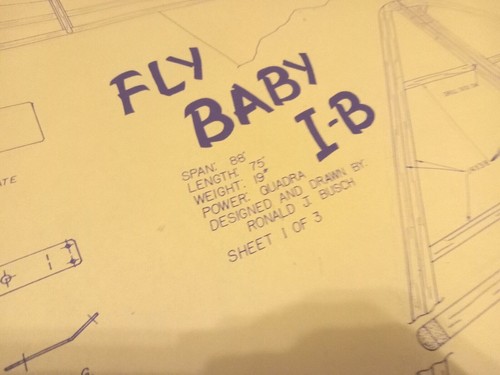 FLY
BABY
I-B
SPAN: 88"
LENGTH: 75"
WEIGHT: 19#
POWER: QUADRA
DESIGNED AND DRAWN BY:
RONALD J. BUSCH
SHEET 1 OF 3
ATE